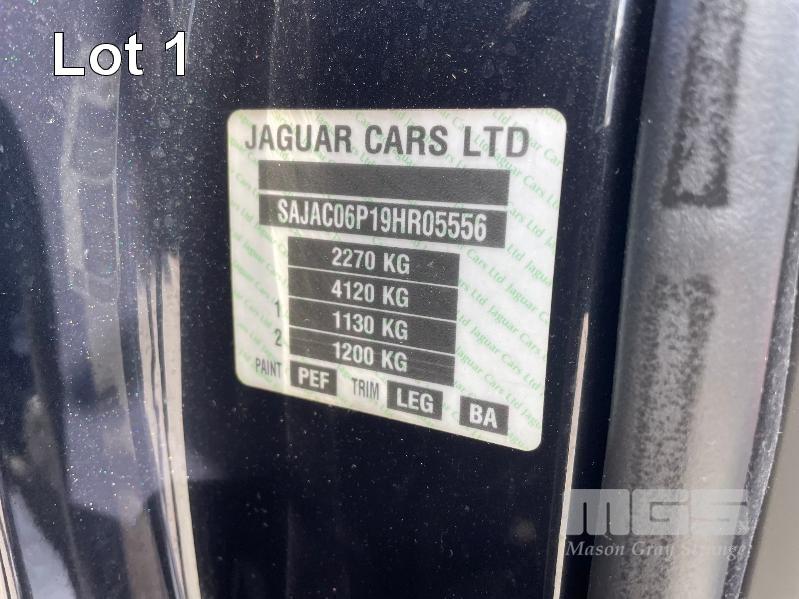 Lot 1
JAGUAR CARS LTD
SAJAC06P19HR05556
2270 KG
4120 KG
1 1130 KG
2 1200 KG
PAINT PEF TRIM LEG BA
MGS
Mason Gray Strange